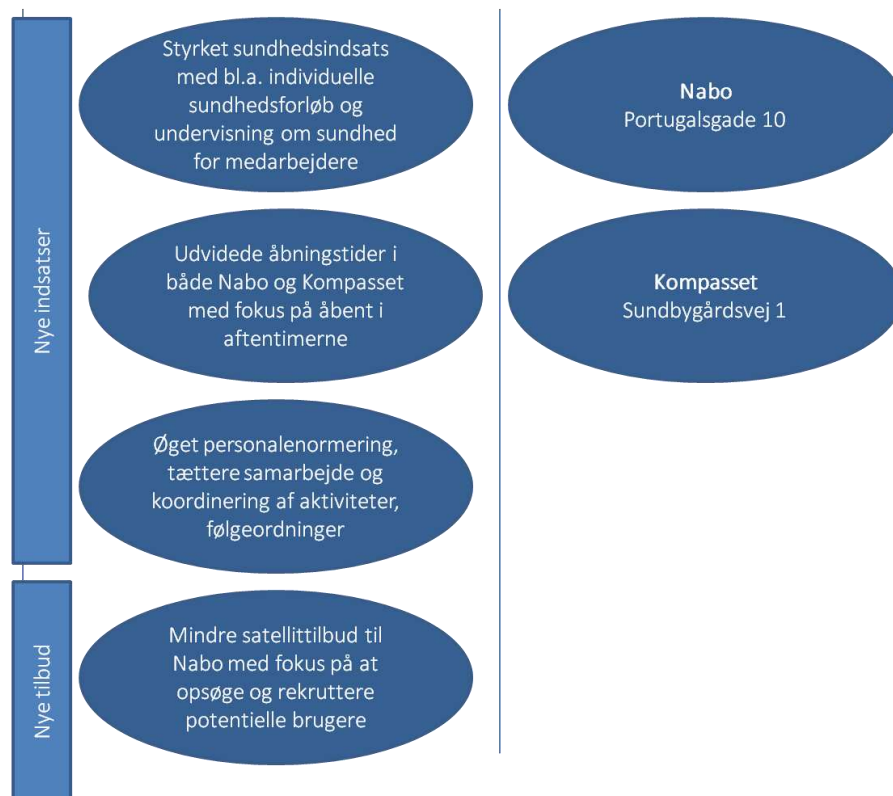 Nye indsatser
Styrket sundhedsindsats
med bl.a. individuelle
sundhedsforløb og
undervisning om sundhed
for medarbejdere
Nabo
Portugalsgade 10
Udvidede åbningstider i
både Nabo og Kompasset
med fokus på åbent i
aftentimerne
Kompasset
Sundbygårdsvej 1
Øget personalenormering,
tættere samarbejde og
koordinering af aktiviteter,
følgeordninger
Nye tilbud
Mindre satellittilbud til
Nabo med fokus på at
opsøge og rekruttere
potentielle brugere